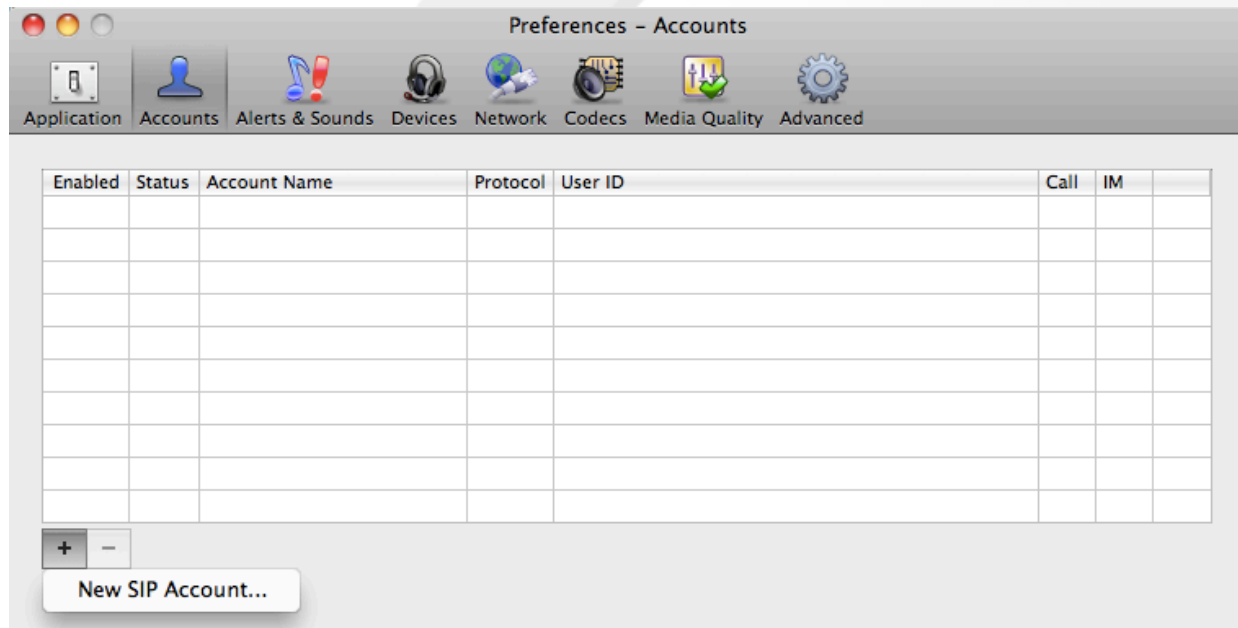 Preferences – Accounts
Application Accounts Alerts & Sounds Devices Network Codecs Media Quality Advanced
Enabled Status Account Name Protocol User ID Call IM
+ −
New SIP Account...